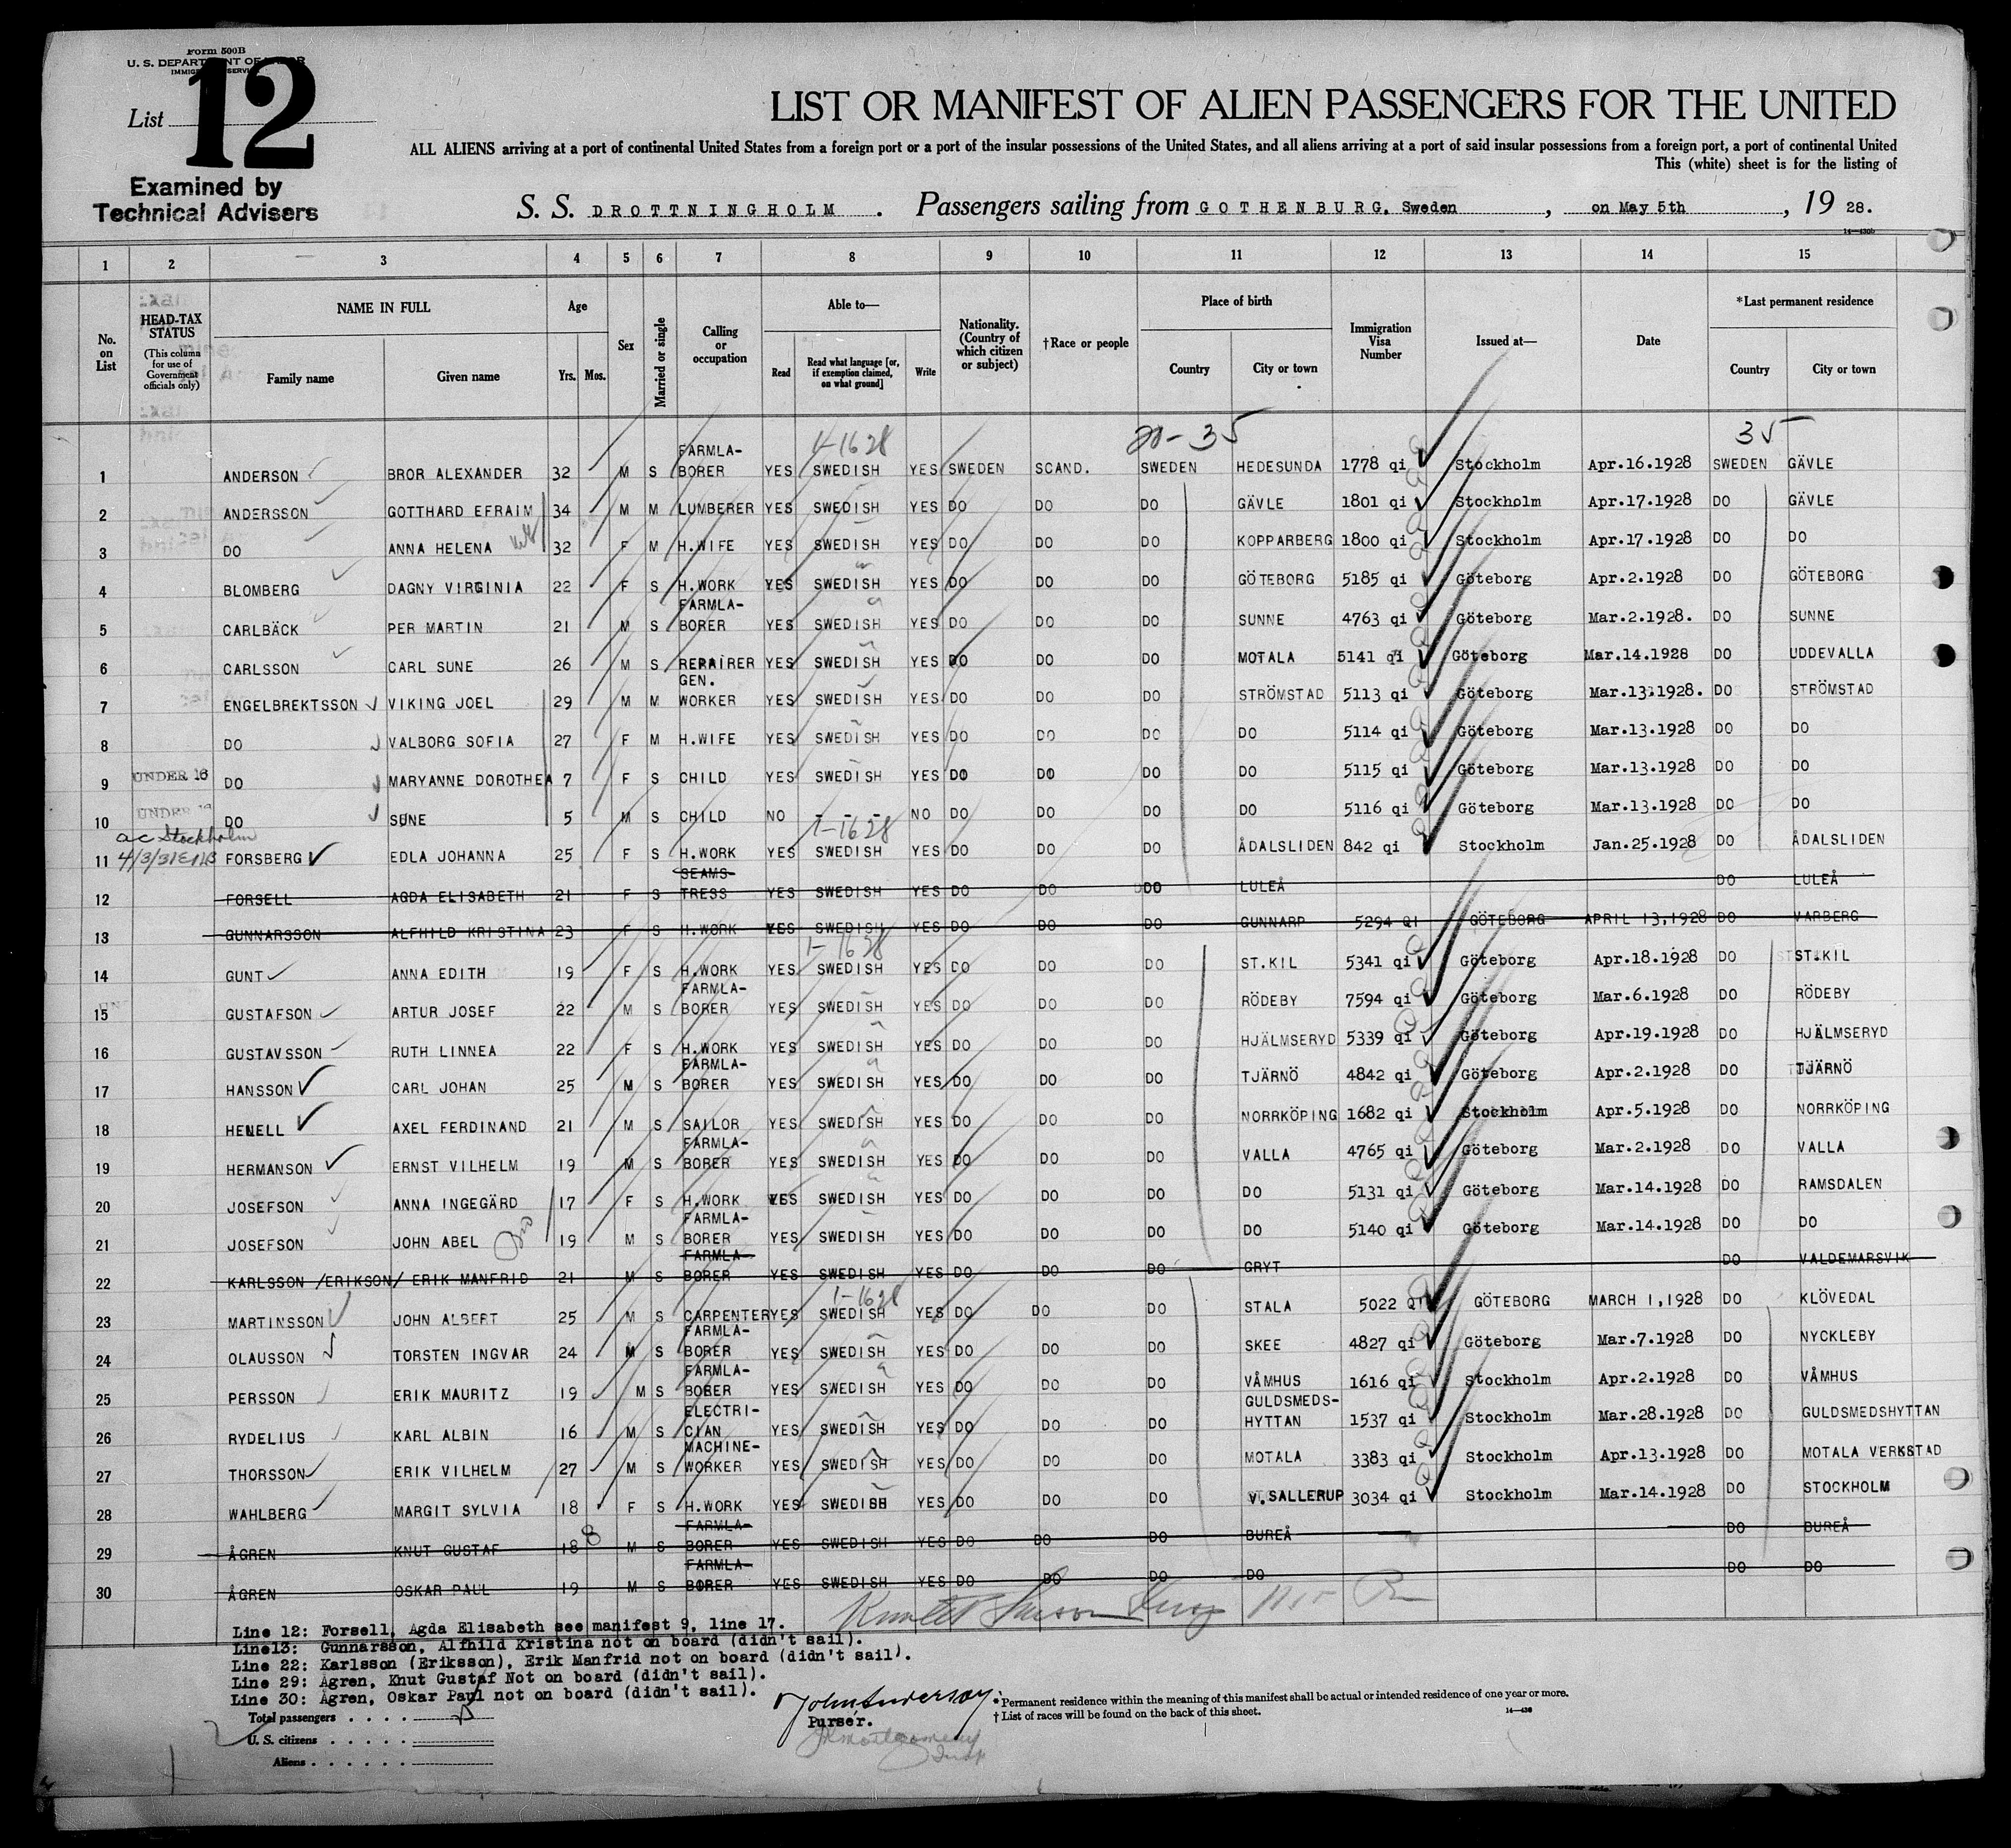 Form 500B
U. S. DEPARTMENT OF LABOR
IMMIGRATION SERVICE
List 12
Examined by
Technical Advisers
LIST OR MANIFEST OF ALIEN PASSENGERS FOR THE UNITED
ALL ALIENS arriving at a port of continental United States from a foreign port or a port of the insular possessions of the United States, and all aliens arriving at a port of said insular possessions from a foreign port, a port of continental United
This (white) sheet is for the listing of
S. S. DROTTNINGHOLM . Passengers sailing from GOTHENBURG, Sweden , on May 5th , 19 28.
14—430b
1 2 3 4 5 6 7 8 9 10 11 12 13 14 15
No. on List
HEAD-TAX STATUS (This column for use of Government officials only)
NAME IN FULL
Family name Given name
Age
Yrs. Mos.
Sex
Married or single
Calling or occupation
Able to—
Read Read what language [or, if exemption claimed, on what ground] Write
Nationality. (Country of which citizen or subject)
†Race or people
Place of birth
Country City or town
Immigration Visa Number
Issued at—
Date
*Last permanent residence
Country City or town
1-1628 20-35 35
1 ANDERSON BROR ALEXANDER 32 M S FARMLA-BORER YES SWEDISH YES SWEDEN SCAND. SWEDEN HEDESUNDA 1778 qi Stockholm Apr.16.1928 SWEDEN GÄVLE
2 ANDERSSON GOTTHARD EFRAIM 34 M M LUMBERER YES SWEDISH YES DO DO DO GÄVLE 1801 qi Stockholm Apr.17.1928 DO GÄVLE
3 DO ANNA HELENA 32 F M H.WIFE YES SWEDISH YES DO DO DO KOPPARBERG 1800 qi Stockholm Apr.17.1928 DO DO
4 BLOMBERG DAGNY VIRGINIA 22 F S H.WORK YES SWEDISH YES DO DO DO GÖTEBORG 5185 qi Göteborg Apr.2.1928 DO GÖTEBORG
5 CARLBÄCK PER MARTIN 21 M S FARMLA-BORER YES SWEDISH YES DO DO DO SUNNE 4763 qi Göteborg Mar.2.1928. DO SUNNE
6 CARLSSON CARL SUNE 26 M S REPAIRER YES SWEDISH YES DO DO DO MOTALA 5141 qi Göteborg Mar.14.1928 DO UDDEVALLA
7 ENGELBREKTSSON VIKING JOEL 29 M M GEN. WORKER YES SWEDISH YES DO DO DO STRÖMSTAD 5113 qi Göteborg Mar.13.1928. DO STRÖMSTAD
8 DO VALBORG SOFIA 27 F M H.WIFE YES SWEDISH YES DO DO DO DO 5114 qi Göteborg Mar.13.1928 DO DO
9 UNDER 16 DO MARYANNE DOROTHEA 7 F S CHILD YES SWEDISH YES DO DO DO DO 5115 qi Göteborg Mar.13.1928 DO DO
10 UNDER 16 DO SUNE 5 M S CHILD NO - - - NO DO DO DO DO 5116 qi Göteborg Mar.13.1928 DO DO
a c Stockholm 1-1628
11 4/3/31 FORSBERG EDLA JOHANNA 25 F S H.WORK YES SWEDISH YES DO DO DO ÅDALSLIDEN 842 qi Stockholm Jan.25.1928 DO ÅDALSLIDEN
12 FORSELL AGDA ELISABETH 21 F S SEAMS-TRESS YES SWEDISH YES DO DO DO LULEÅ DO LULEÅ
13 GUNNARSSON ALFHILD KRISTINA 23 F S H.WORK YES SWEDISH YES DO DO DO GUNNARP 5294 QI GÖTEBORG APRIL 13,1928 DO VARBERG
1-1628
14 GUNT ANNA EDITH 19 F S H.WORK YES SWEDISH YES DO DO DO ST.KIL 5341 qi Göteborg Apr.18.1928 DO ST.KIL
15 GUSTAFSON ARTUR JOSEF 22 M S FARMLA-BORER YES SWEDISH YES DO DO DO RÖDEBY 7594 qi Göteborg Mar.6.1928 DO RÖDEBY
16 GUSTAVSSON RUTH LINNEA 22 F S H.WORK YES SWEDISH YES DO DO DO HJÄLMSERYD 5339 qi Göteborg Apr.19.1928 DO HJÄLMSERYD
17 HANSSON CARL JOHAN 25 M S FARMLA-BORER YES SWEDISH YES DO DO DO TJÄRNÖ 4842 qi Göteborg Apr.2.1928 DO TJÄRNÖ
18 HENELL AXEL FERDINAND 21 M S SAILOR YES SWEDISH YES DO DO DO NORRKÖPING 1682 qi Stockholm Apr.5.1928 DO NORRKÖPING
19 HERMANSON ERNST VILHELM 19 M S FARMLA-BORER YES SWEDISH YES DO DO DO VALLA 4765 qi Göteborg Mar.2.1928 DO VALLA
20 JOSEFSON ANNA INGEGÄRD 17 F S H.WORK YES SWEDISH YES DO DO DO DO 5131 qi Göteborg Mar.14.1928 DO RAMSDALEN
21 JOSEFSON JOHN ABEL 19 M S FARMLA-BORER YES SWEDISH YES DO DO DO DO 5140 qi Göteborg Mar.14.1928 DO DO
22 KARLSSON /ERIKSON/ ERIK MANFRID 21 M S FARMLA-BORER YES SWEDISH YES DO DO DO GRYT DO VALDEMARSVIK
1-1628
23 MARTINSSON JOHN ALBERT 25 M S CARPENTER YES SWEDISH YES DO DO DO STALA 5022 QI GÖTEBORG MARCH 1,1928 DO KLÖVEDAL
24 OLAUSSON TORSTEN INGVAR 24 M S FARMLA-BORER YES SWEDISH YES DO DO DO SKEE 4827 qi Göteborg Mar.7.1928 DO NYCKLEBY
25 PERSSON ERIK MAURITZ 19 M S FARMLA-BORER YES SWEDISH YES DO DO DO VÅMHUS 1616 qi Stockholm Apr.2.1928 DO VÅMHUS
26 RYDELIUS KARL ALBIN 16 M S ELECTRI-CIAN YES SWEDISH YES DO DO DO GULDSMEDS-HYTTAN 1537 qi Stockholm Mar.28.1928 DO GULDSMEDSHYTTAN
27 THORSSON ERIK VILHELM 27 M S MACHINE-WORKER YES SWEDISH YES DO DO DO MOTALA 3383 qi Stockholm Apr.13.1928 DO MOTALA VERKSTAD
28 WAHLBERG MARGIT SYLVIA 18 F S H.WORK YES SWEDISH YES DO DO DO V.SALLERUP 3034 qi Stockholm Mar.14.1928 DO STOCKHOLM
29 ÅGREN KNUT GUSTAF 18 8 M S FARMLA-BORER YES SWEDISH YES DO DO DO BUREÅ DO BUREÅ
30 ÅGREN OSKAR PAUL 19 M S FARMLA-BORER YES SWEDISH YES DO DO DO DO DO DO
Line 12: Forsell, Agda Elisabeth see manifest 9, line 17.
Line13: Gunnarsson, Alfhild Kristina not on board (didn't sail).
Line 22: Karlsson (Eriksson), Erik Manfrid not on board (didn't sail).
Line 29: Ågren, Knut Gustaf Not on board (didn't sail).
Line 30: Ågren, Oskar Paul not on board (didn't sail).
Total passengers . . . . 25
U. S. citizens . . . . .
Aliens . . . . . .
John Anderson
Purser.
JRMontgomery
Insp
*Permanent residence within the meaning of this manifest shall be actual or intended residence of one year or more.
† List of races will be found on the back of this sheet.
14—430